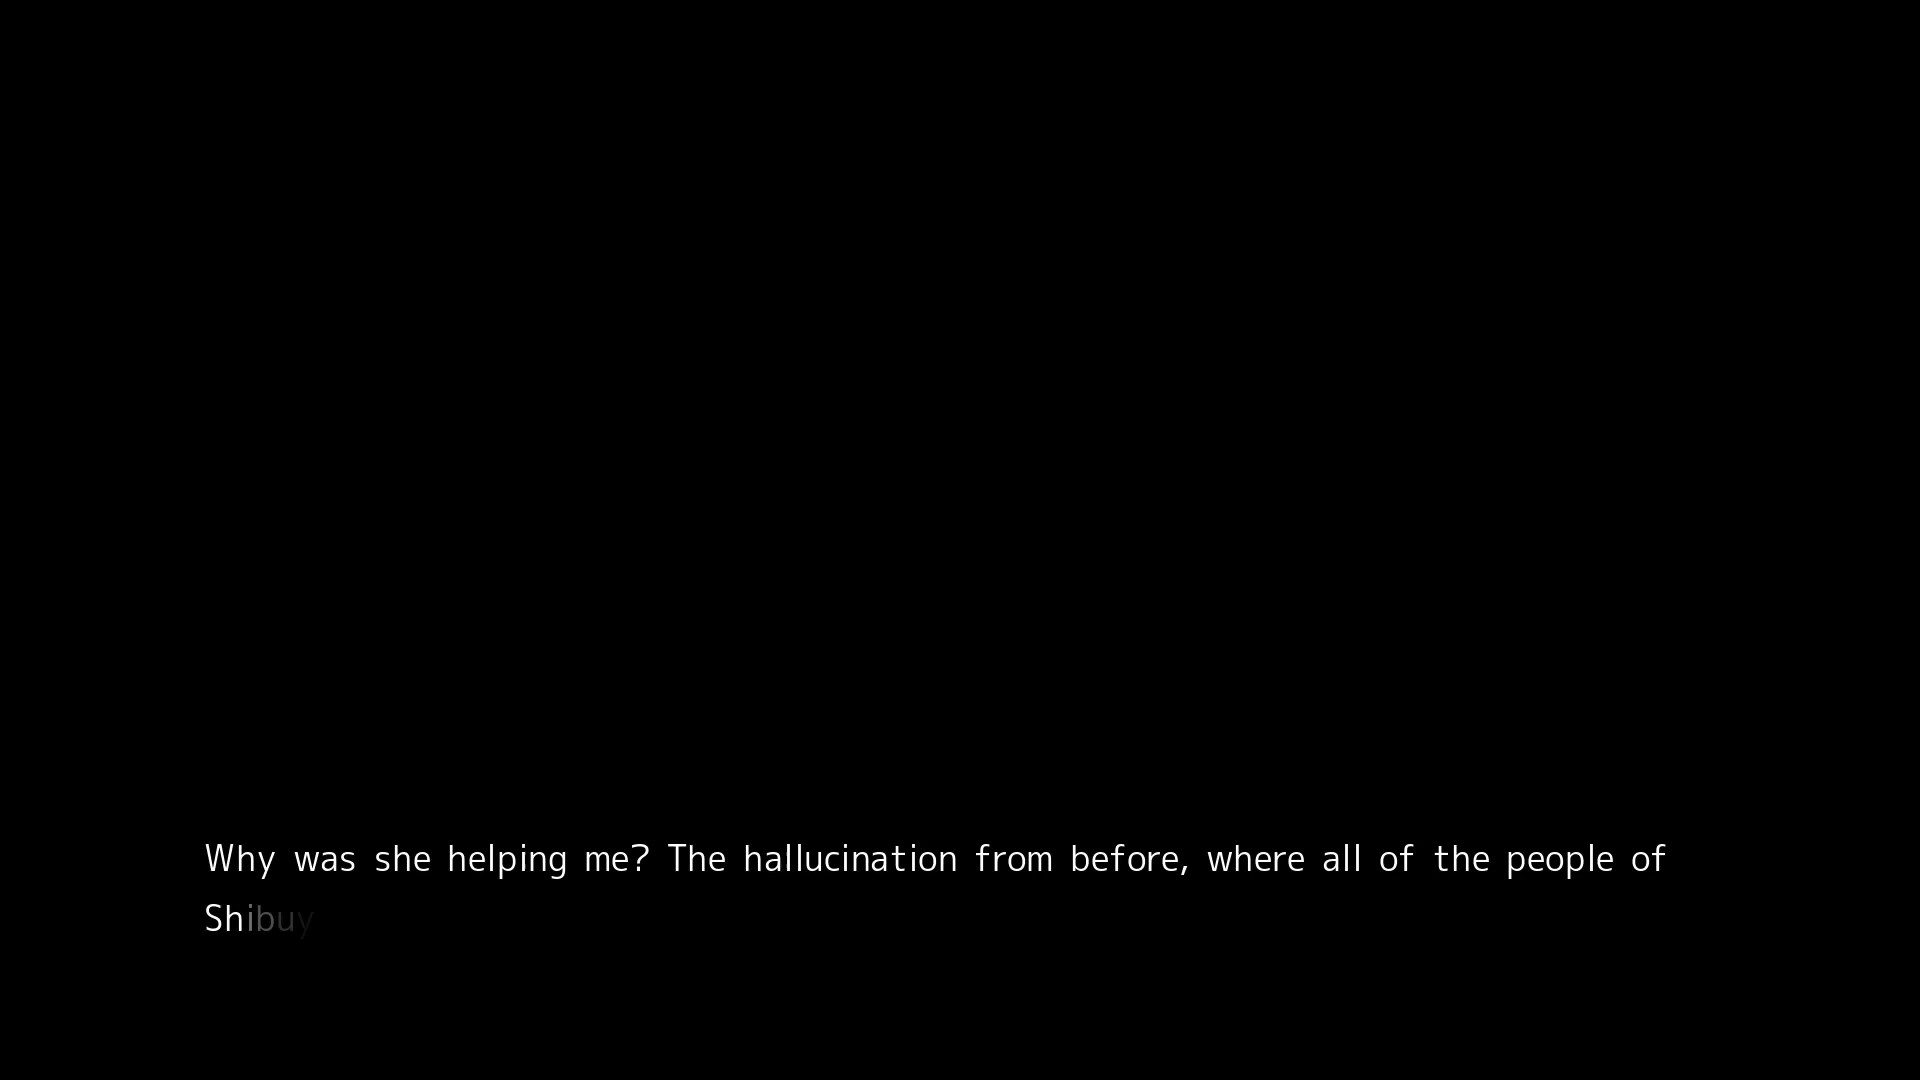 Why was she helping me? The hallucination from before, where all of the people of
Shibuy